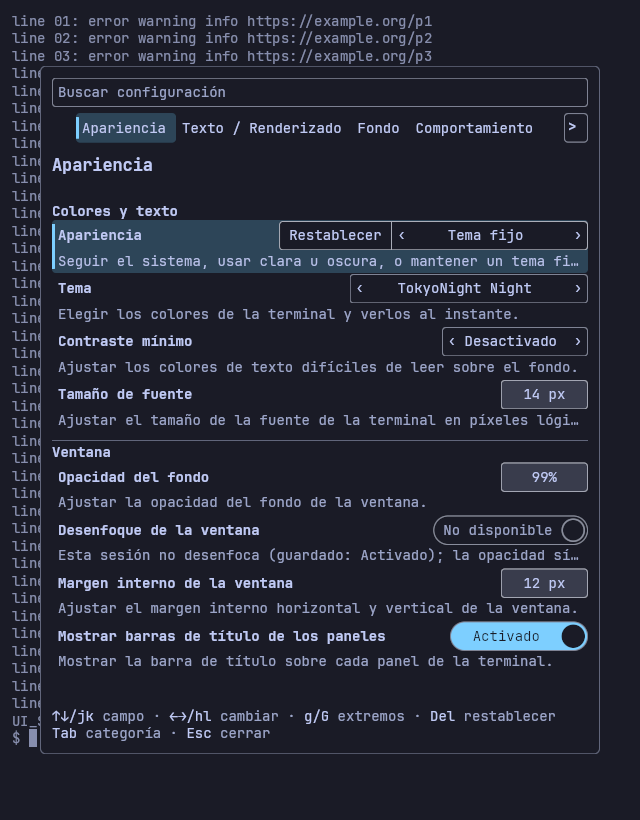 line 01: error warning info https://example.org/p1
line 02: error warning info https://example.org/p2
line 03: error warning info https://example.org/p3
line
Buscar configuración
Apariencia Texto / Renderizado Fondo Comportamiento >
Apariencia
Colores y texto
Apariencia Restablecer ‹ Tema fijo ›
Seguir el sistema, usar clara u oscura, o mantener un tema fi…
Tema ‹ TokyoNight Night ›
Elegir los colores de la terminal y verlos al instante.
Contraste mínimo ‹ Desactivado ›
Ajustar los colores de texto difíciles de leer sobre el fondo.
Tamaño de fuente 14 px
Ajustar el tamaño de la fuente de la terminal en píxeles lógi…
Ventana
Opacidad del fondo 99%
Ajustar la opacidad del fondo de la ventana.
Desenfoque de la ventana No disponible
Esta sesión no desenfoca (guardado: Activado); la opacidad sí…
Margen interno de la ventana 12 px
Ajustar el margen interno horizontal y vertical de la ventana.
Mostrar barras de título de los paneles Activado
Mostrar la barra de título sobre cada panel de la terminal.
↑↓/jk campo · ↔/hl cambiar · g/G extremos · Del restablecer
Tab categoría · Esc cerrar
$